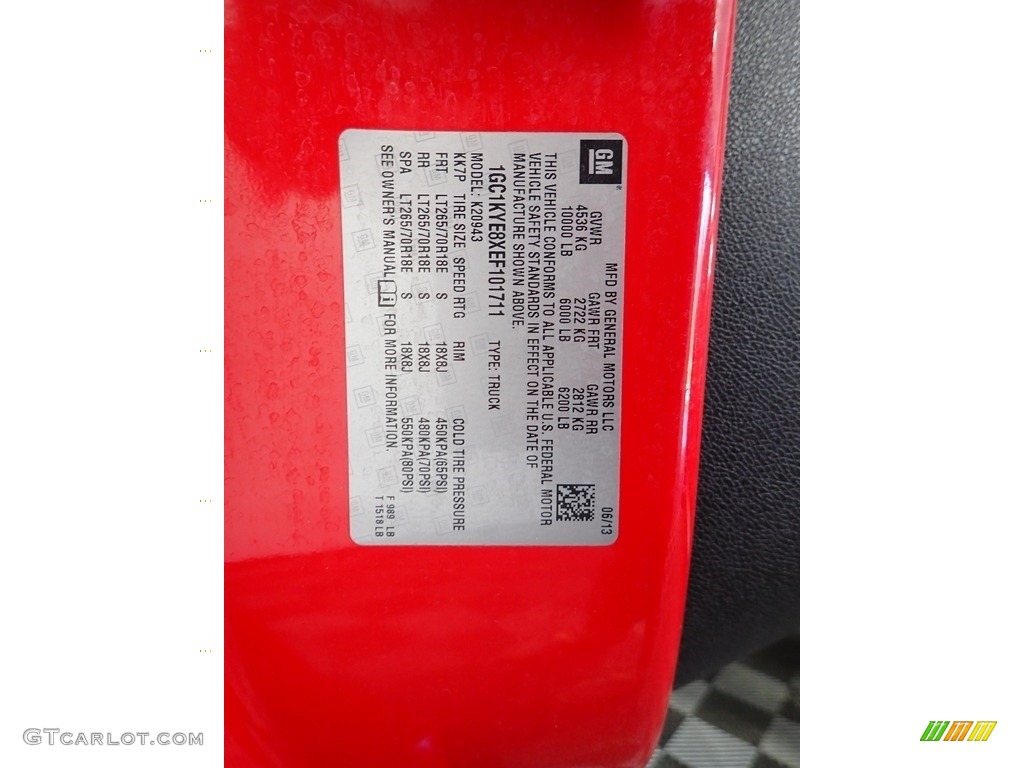 MFD BY GENERAL MOTORS LLC 06/13
GM
GVWR GAWR FRT GAWR RR
4536 KG 2722 KG 2812 KG
10000 LB 6000 LB 6200 LB
THIS VEHICLE CONFORMS TO ALL APPLICABLE U.S. FEDERAL MOTOR
VEHICLE SAFETY STANDARDS IN EFFECT ON THE DATE OF
MANUFACTURE SHOWN ABOVE.
1GC1KYE8XEF101711 TYPE: TRUCK
MODEL: K20943
KK7P TIRE SIZE SPEED RTG RIM COLD TIRE PRESSURE
FRT LT265/70R18E S 18X8J 450KPA(65PSI)
RR LT265/70R18E S 18X8J 480KPA(70PSI)
SPA LT265/70R18E S 18X8J 550KPA(80PSI)
SEE OWNER'S MANUAL i FOR MORE INFORMATION.
F 989 LB
T 1518 LB
GTCARLOT.COM